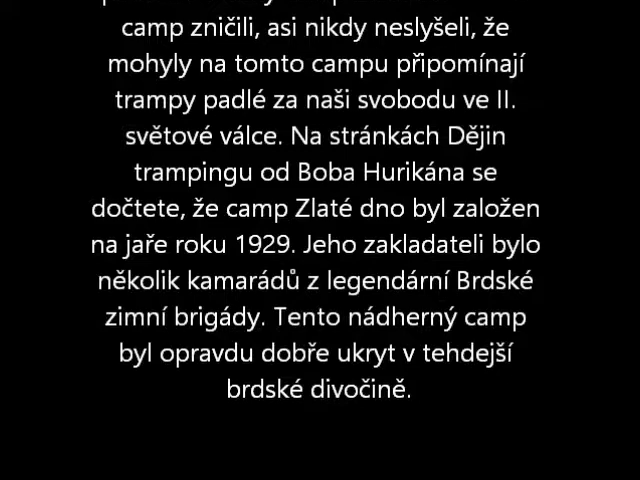 camp zničili, asi nikdy neslyšeli, že
mohyly na tomto campu připomínají
trampy padlé za naši svobodu ve II.
světové válce. Na stránkách Dějin
trampingu od Boba Hurikána se
dočtete, že camp Zlaté dno byl založen
na jaře roku 1929. Jeho zakladateli bylo
několik kamarádů z legendární Brdské
zimní brigády. Tento nádherný camp
byl opravdu dobře ukryt v tehdejší
brdské divočině.